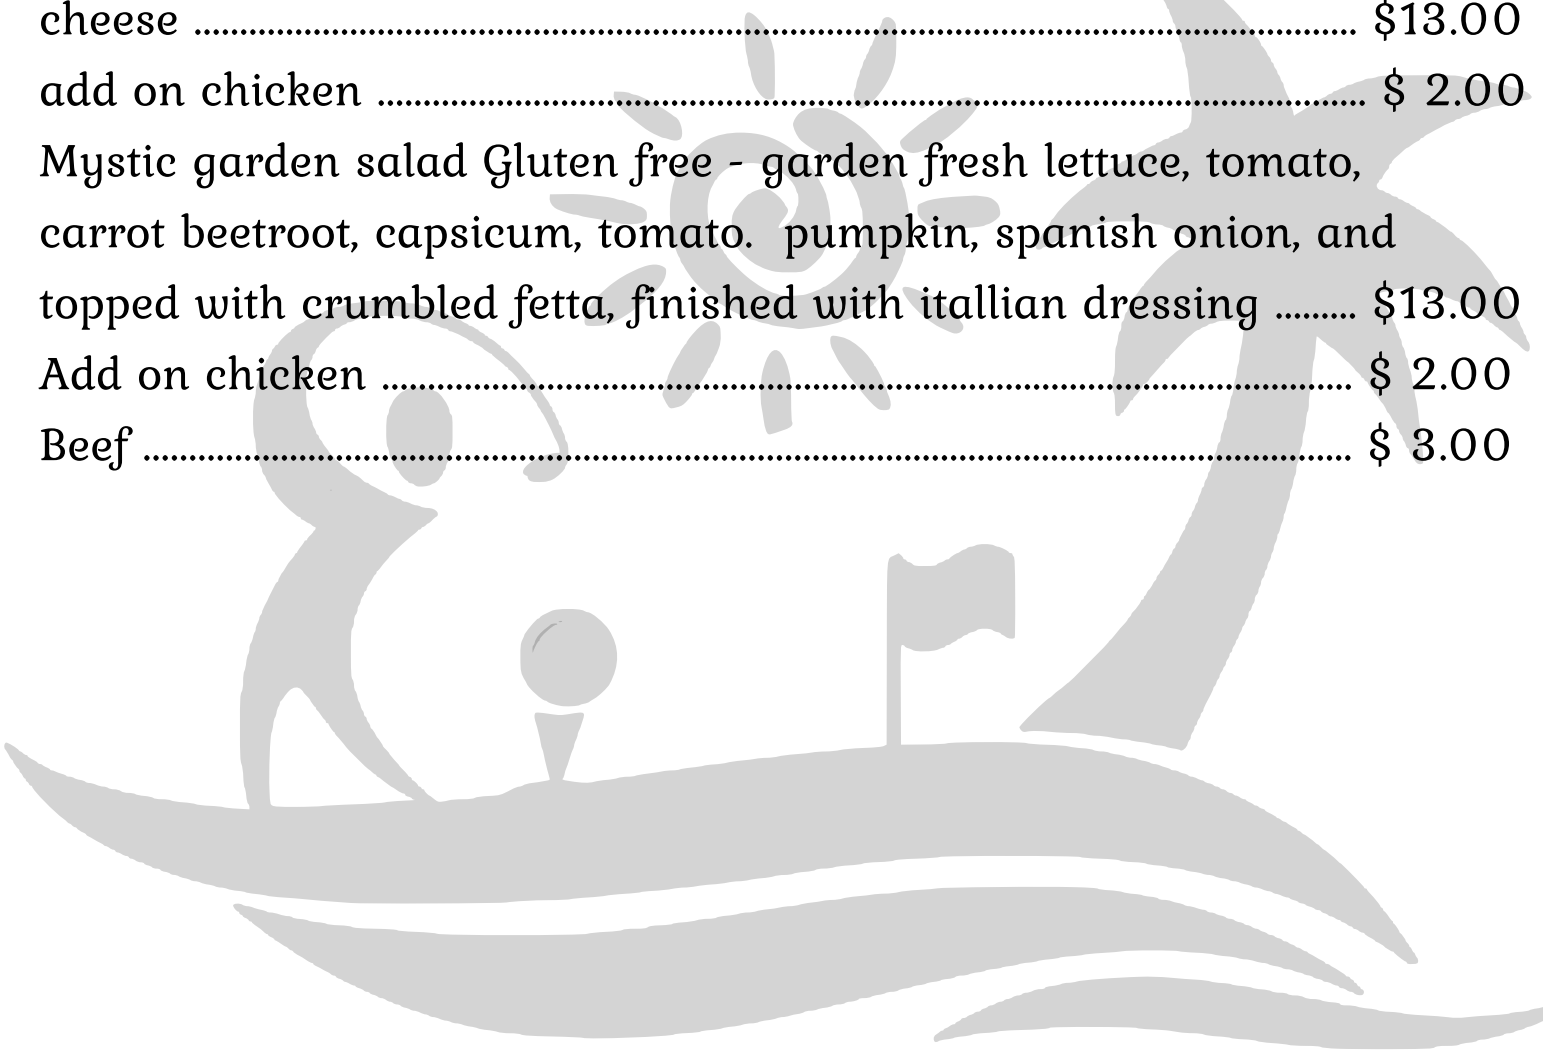 cheese ........................................................................................................................................ $13.00
add on chicken ................................................................................................................... $ 2.00
Mystic garden salad Gluten free - garden fresh lettuce, tomato,
carrot beetroot, capsicum, tomato.  pumpkin, spanish onion, and
topped with crumbled fetta, finished with itallian dressing ......... $13.00
Add on chicken ................................................................................................................. $ 2.00
Beef ............................................................................................................................................. $ 3.00